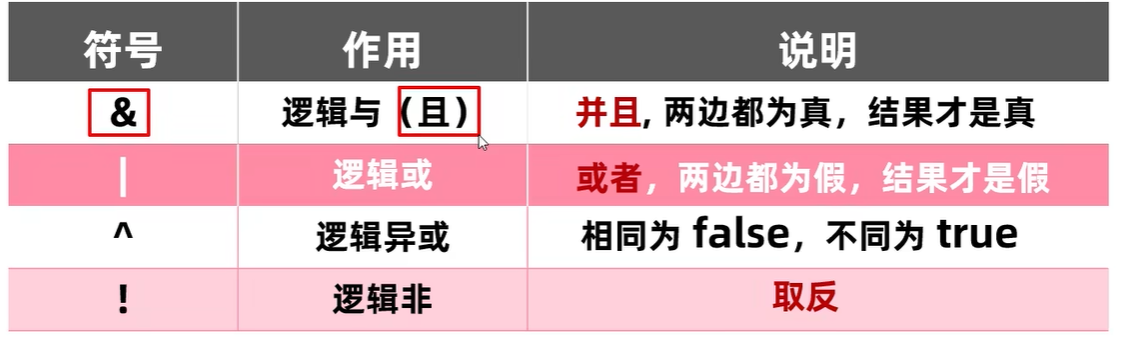 符号 作用 说明
& 逻辑与（且） 并且, 两边都为真，结果才是真
| 逻辑或 或者，两边都为假，结果才是假
^ 逻辑异或 相同为 false，不同为 true
! 逻辑非 取反